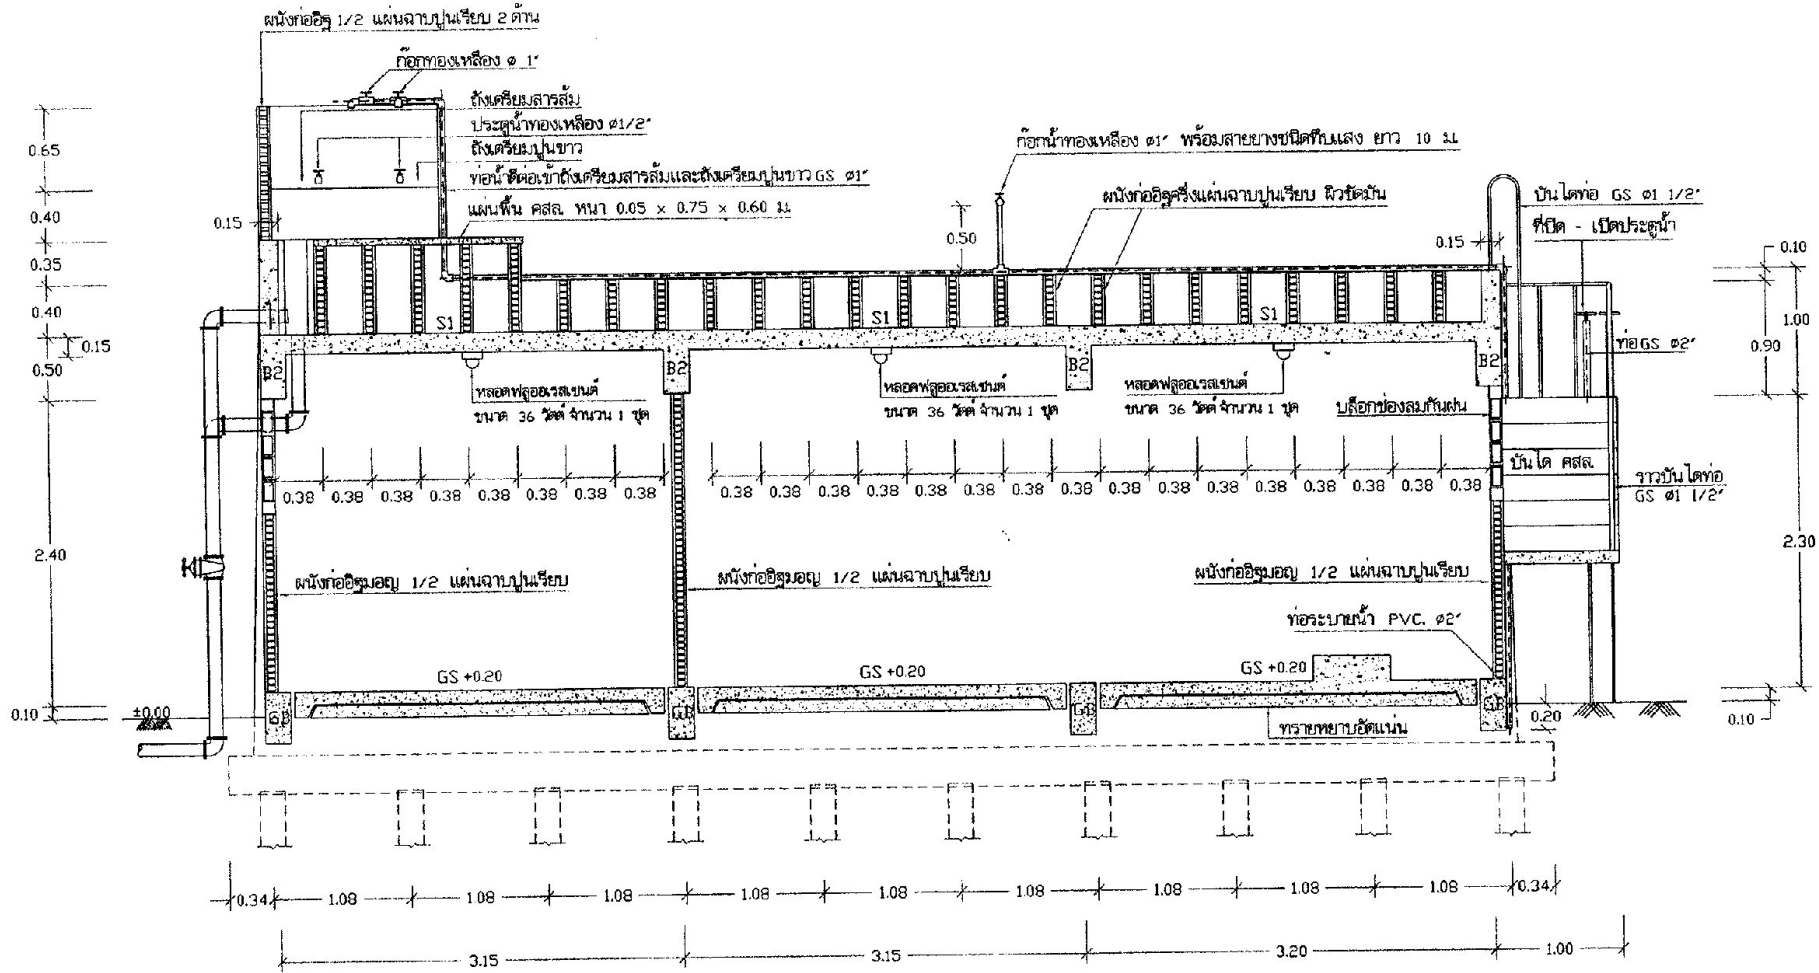 ผนังก่ออิฐ 1/2 แผ่นฉาบปูนเรียบ 2 ด้าน
ก๊อกทองเหลือง ø 1"
ถังเตรียมสารส้ม
ประตูน้ำทองเหลือง ø1/2"
ถังเตรียมปูนขาว
ท่อน้ำต่อเข้าถังเตรียมสารส้มและถังเตรียมปูนขาว GS ø1"
แผ่นพื้น คสล. หนา 0.05 x 0.75 x 0.60 ม.
ก๊อกน้ำทองเหลือง ø1" พร้อมสายยางชนิดทึบแสง ยาว 10 ม.
ผนังก่ออิฐครึ่งแผ่นฉาบปูนเรียบ ผิวขัดมัน
บันไดท่อ GS ø1 1/2"
ที่ปิด - เปิดประตูน้ำ
0.65
0.40
0.35
0.40
0.15
0.50
2.40
0.10
0.15
0.50
0.15
0.10
1.00
0.90
ท่อ GS ø2"
S1
S1
S1
B2
B2
B2
B2
หลอดฟลูออเรสเซนต์
ขนาด 36 วัตต์ จำนวน 1 ชุด
หลอดฟลูออเรสเซนต์
ขนาด 36 วัตต์ จำนวน 1 ชุด
หลอดฟลูออเรสเซนต์
ขนาด 36 วัตต์ จำนวน 1 ชุด
บล็อกช่องลมกันฝน
บันได คสล.
ราวบันไดท่อ
GS ø1 1/2"
0.38 0.38 0.38 0.38 0.38 0.38 0.38 0.38
0.38 0.38 0.38 0.38 0.38 0.38 0.38 0.38 0.38 0.38 0.38 0.38 0.38 0.38 0.38 0.38
2.30
ผนังก่ออิฐมอญ 1/2 แผ่นฉาบปูนเรียบ
ผนังก่ออิฐมอญ 1/2 แผ่นฉาบปูนเรียบ
ผนังก่ออิฐมอญ 1/2 แผ่นฉาบปูนเรียบ
ท่อระบายน้ำ PVC. ø2"
GS +0.20
GS +0.20
GS +0.20
±0.00
GB
GB
GB
GB
ทรายหยาบอัดแน่น
0.20
0.10
0.34 1.08 1.08 1.08 1.08 1.08 1.08 1.08 1.08 1.08 0.34
3.15 3.15 3.20 1.00